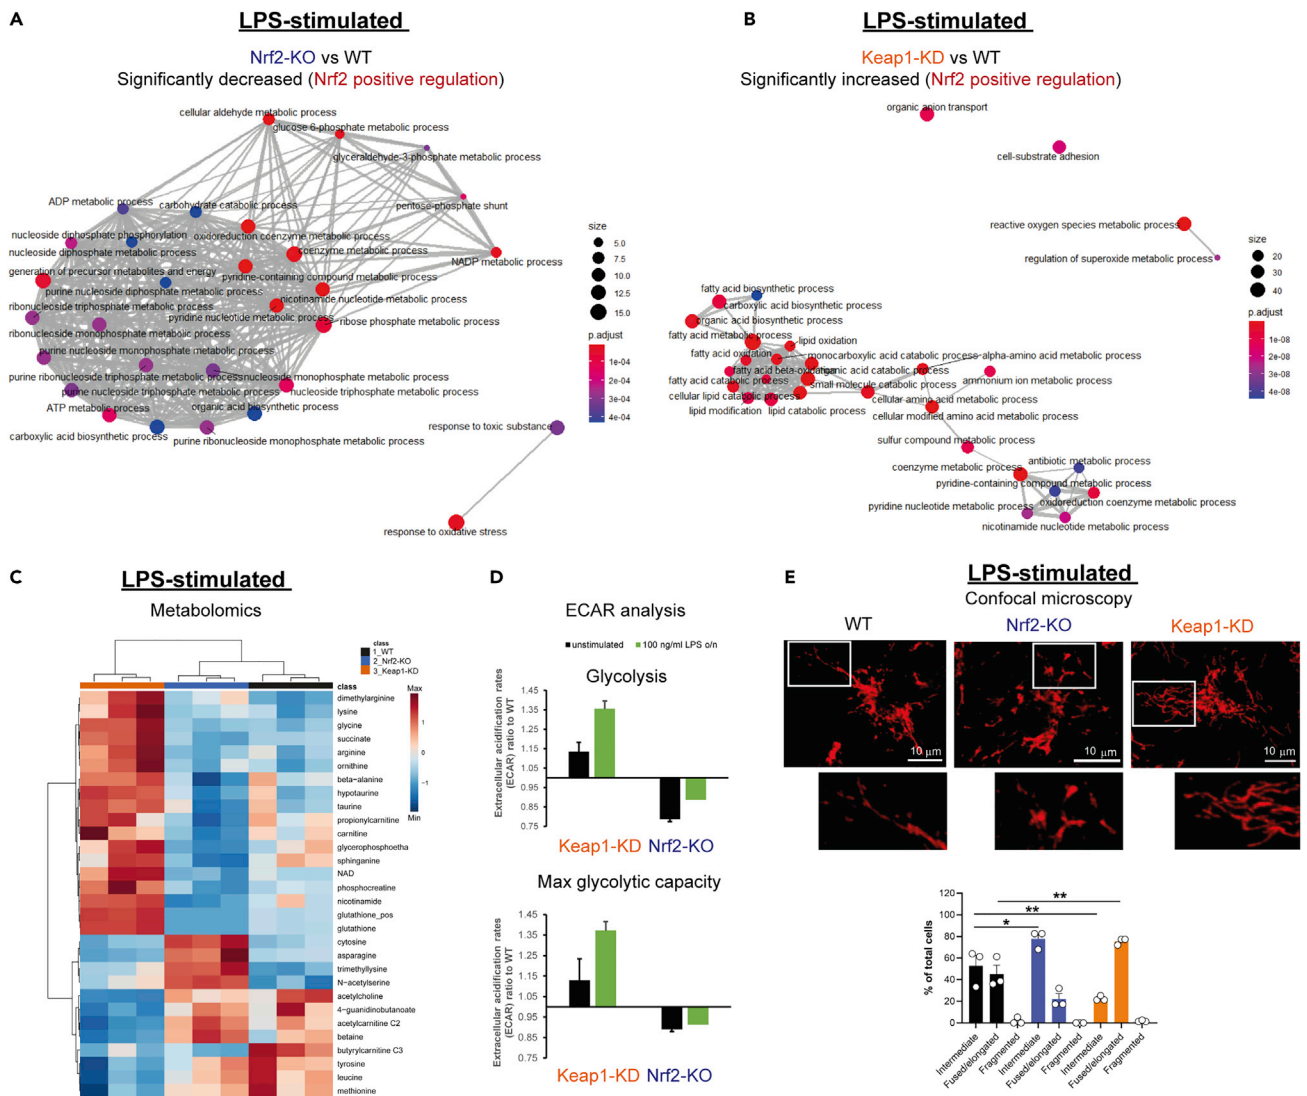 A
LPS-stimulated
Nrf2-KO vs WT
Significantly decreased (Nrf2 positive regulation)
cellular aldehyde metabolic process
glucose 6-phosphate metabolic process
glyceraldehyde-3-phosphate metabolic process
ADP metabolic process
carbohydrate catabolic process
pentose-phosphate shunt
nucleoside diphosphate phosphorylation
oxidoreduction coenzyme metabolic process
nucleoside diphosphate metabolic process
coenzyme metabolic process
NADP metabolic process
generation of precursor metabolites and energy
pyridine-containing compound metabolic process
purine nucleoside diphosphate metabolic process
nicotinamide nucleotide metabolic process
ribonucleoside triphosphate metabolic process
pyridine nucleotide metabolic process
ribose phosphate metabolic process
ribonucleoside monophosphate metabolic process
purine nucleoside monophosphate metabolic process
purine ribonucleoside triphosphate metabolic process
nucleoside monophosphate metabolic process
purine nucleoside triphosphate metabolic process
nucleoside triphosphate metabolic process
ATP metabolic process
organic acid biosynthetic process
carboxylic acid biosynthetic process
purine ribonucleoside monophosphate metabolic process
response to toxic substance
response to oxidative stress
size
5.0
7.5
10.0
12.5
15.0
p.adjust
1e-04
2e-04
3e-04
4e-04
B
LPS-stimulated
Keap1-KD vs WT
Significantly increased (Nrf2 positive regulation)
organic anion transport
cell-substrate adhesion
reactive oxygen species metabolic process
regulation of superoxide metabolic process
fatty acid biosynthetic process
carboxylic acid biosynthetic process
organic acid biosynthetic process
fatty acid metabolic process
lipid oxidation
fatty acid oxidation
monocarboxylic acid catabolic process
alpha-amino acid metabolic process
fatty acid beta-oxidation
organic acid catabolic process
fatty acid catabolic process
small molecule catabolic process
ammonium ion metabolic process
cellular lipid catabolic process
cellular amino acid metabolic process
lipid modification
lipid catabolic process
cellular modified amino acid metabolic process
sulfur compound metabolic process
coenzyme metabolic process
antibiotic metabolic process
pyridine-containing compound metabolic process
pyridine nucleotide metabolic process
oxidoreduction coenzyme metabolic process
nicotinamide nucleotide metabolic process
size
20
30
40
p.adjust
1e-08
2e-08
3e-08
4e-08
C
LPS-stimulated
Metabolomics
class
1_WT
2_Nrf2-KO
3_Keap1-KD
class
Max
1
0
−1
Min
dimethylarginine
lysine
glycine
succinate
arginine
ornithine
beta−alanine
hypotaurine
taurine
propionylcarnitine
carnitine
glycerophosphoetha
sphinganine
NAD
phosphocreatine
nicotinamide
glutathione_pos
glutathione
cytosine
asparagine
trimethyllysine
N−acetylserine
acetylcholine
4−guanidinobutanoate
acetylcarnitine C2
betaine
butyrylcarnitine C3
tyrosine
leucine
methionine
D
ECAR analysis
unstimulated
100 ng/ml LPS o/n
Glycolysis
Extracellular acidification rates
(ECAR) ratio to WT
1.45
1.35
1.25
1.15
1.05
0.95
0.85
0.75
Keap1-KD Nrf2-KO
Max glycolytic capacity
Extracellular acidification rates
(ECAR) ratio to WT
1.45
1.35
1.25
1.15
1.05
0.95
0.85
0.75
Keap1-KD Nrf2-KO
E
LPS-stimulated
Confocal microscopy
WT
Nrf2-KO
Keap1-KD
10 μm
10 μm
10 μm
% of total cells
120
100
80
60
40
20
0
**
**
*
Intermediate
Fused/elongated
Fragmented
Intermediate
Fused/elongated
Fragmented
Intermediate
Fused/elongated
Fragmented